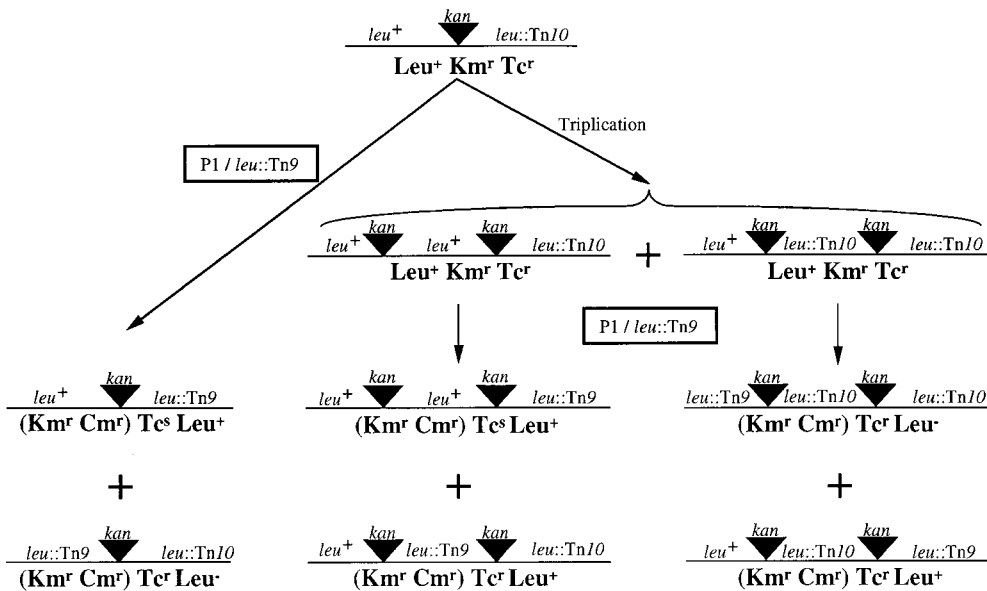 kan
leu+ leu::Tn10
Leu+ Kmr Tcr
Triplication
P1 / leu::Tn9
kan kan kan kan
leu+ leu+ leu::Tn10 leu+ leu::Tn10 leu::Tn10
+
Leu+ Kmr Tcr Leu+ Kmr Tcr
P1 / leu::Tn9
kan kan kan kan kan
leu+ leu::Tn9 leu+ leu+ leu::Tn9 leu::Tn9 leu::Tn10 leu::Tn10
(Kmr Cmr) Tcs Leu+ (Kmr Cmr) Tcs Leu+ (Kmr Cmr) Tcr Leu-
+ + +
kan kan kan kan kan
leu::Tn9 leu::Tn10 leu+ leu::Tn9 leu::Tn10 leu+ leu::Tn10 leu::Tn9
(Kmr Cmr) Tcr Leu- (Kmr Cmr) Tcr Leu+ (Kmr Cmr) Tcr Leu+